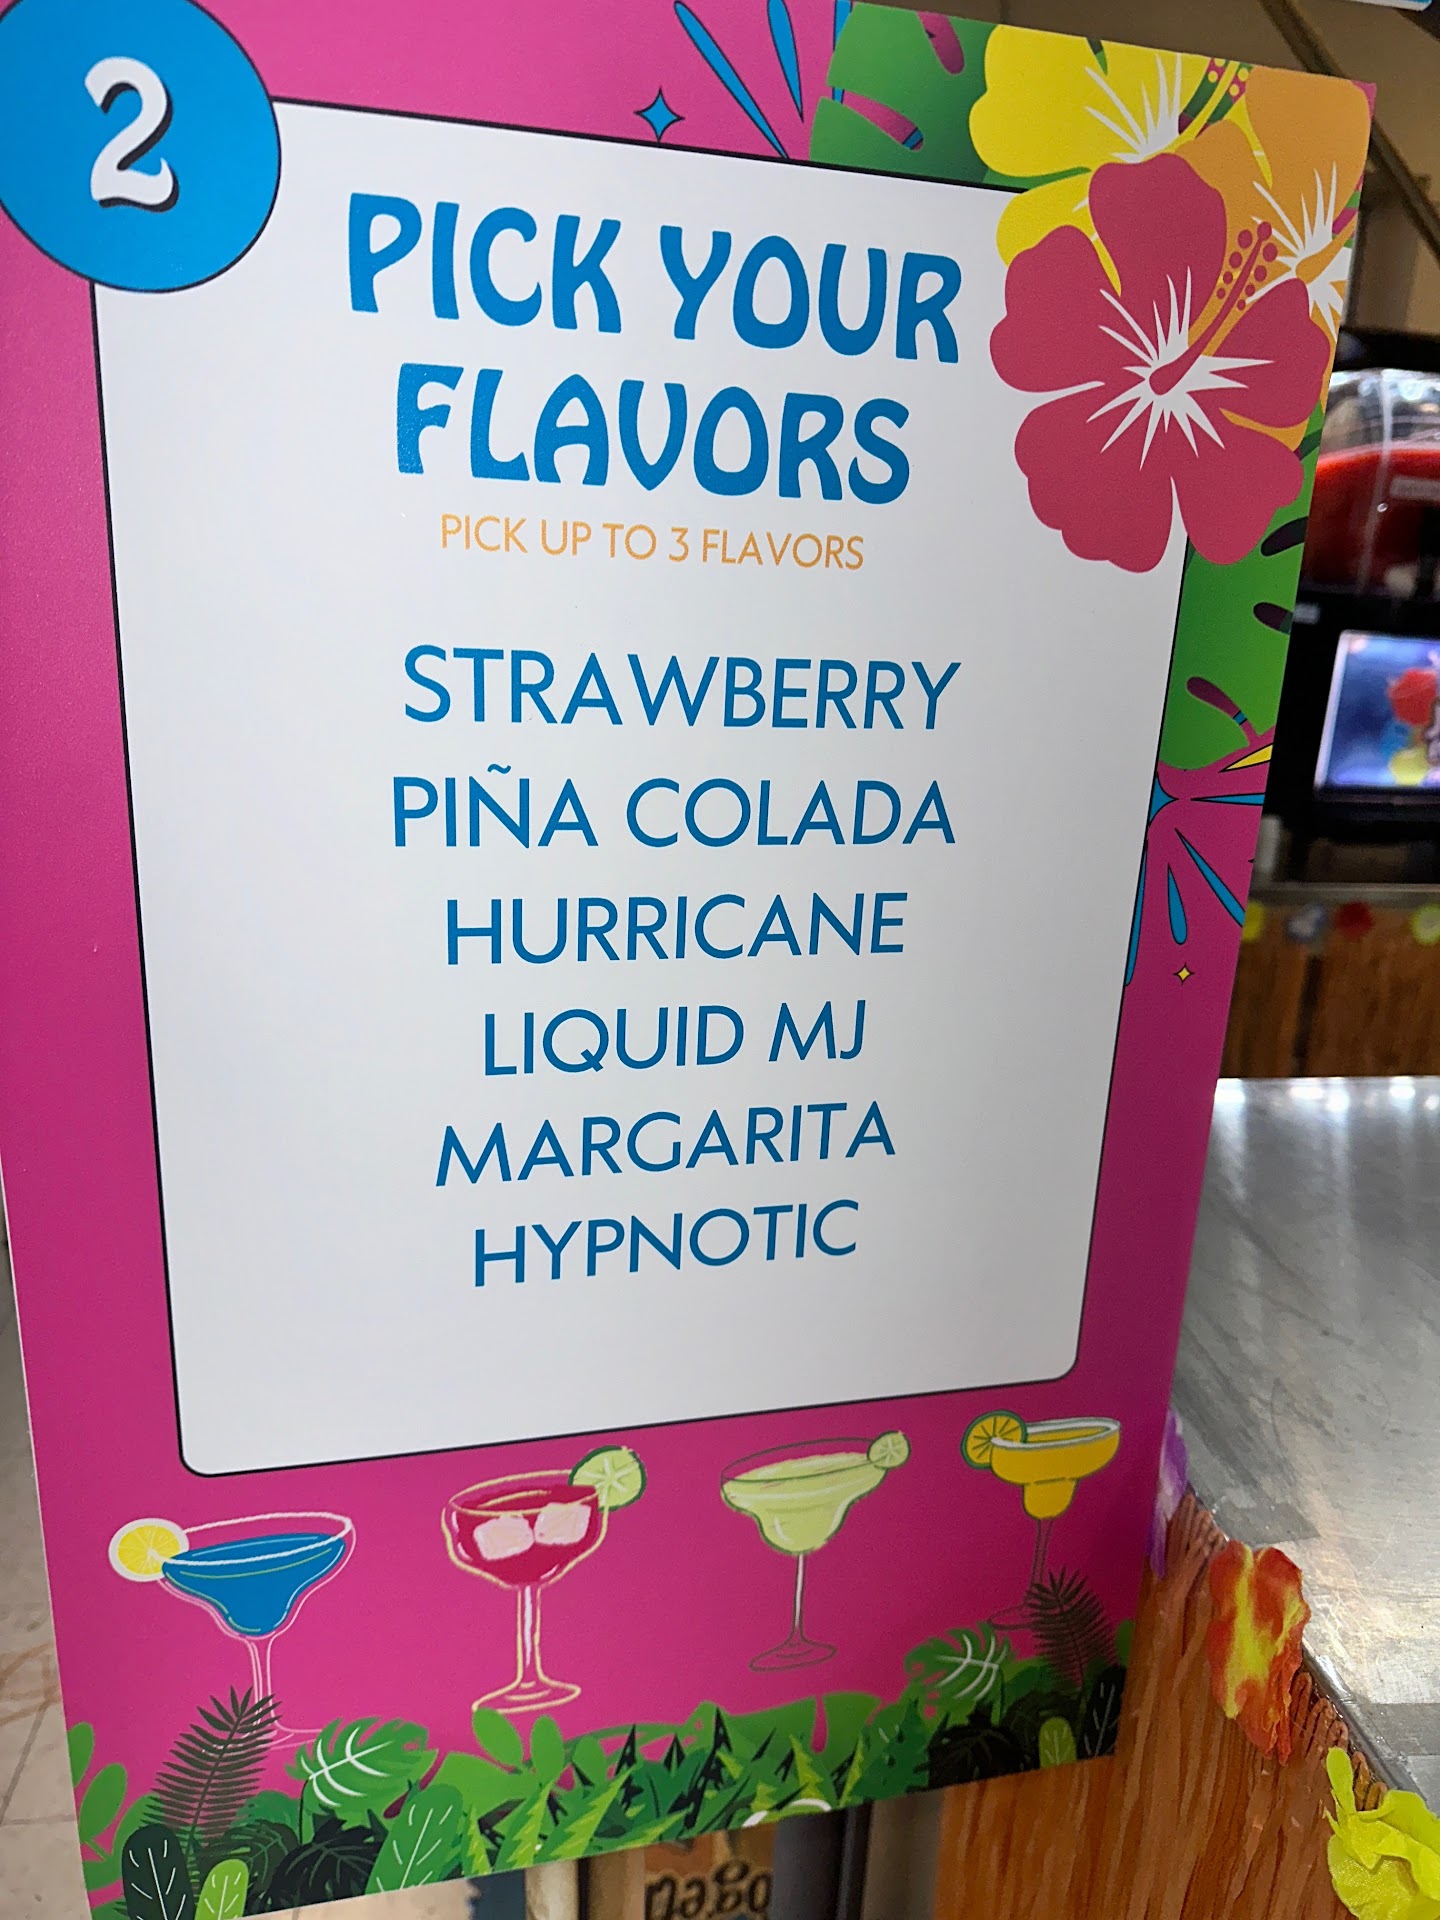 2
PICK YOUR
FLAVORS
PICK UP TO 3 FLAVORS
STRAWBERRY
PIÑA COLADA
HURRICANE
LIQUID MJ
MARGARITA
HYPNOTIC